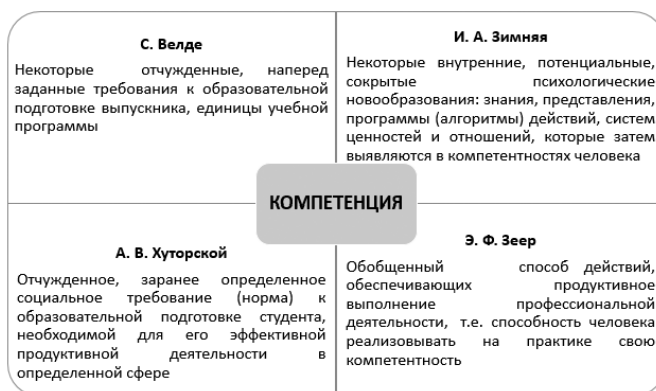 С. Велде
Некоторые отчужденные, наперед
заданные требования к образовательной
подготовке выпускника, единицы учебной
программы
И. А. Зимняя
Некоторые внутренние, потенциальные,
сокрытые психологические
новообразования: знания, представления,
программы (алгоритмы) действий, систем
ценностей и отношений, которые затем
выявляются в компетентностях человека
КОМПЕТЕНЦИЯ
А. В. Хуторской
Отчужденное, заранее определенное
социальное требование (норма) к
образовательной подготовке студента,
необходимой для его эффективной
продуктивной деятельности в
определенной сфере
Э. Ф. Зеер
Обобщенный способ действий,
обеспечивающих продуктивное
выполнение профессиональной
деятельности, т.е. способность человека
реализовывать на практике свою
компетентность